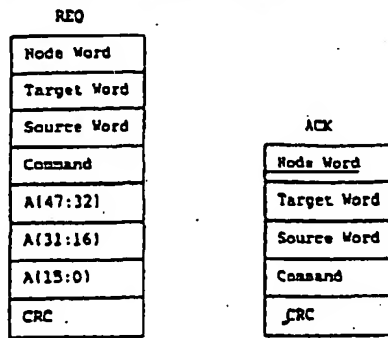 REQ
Node Word
Target Word
Source Word
Command
A(47:32)
A(31:16)
A(15:0)
CRC
ACK
Node Word
Target Word
Source Word
Command
CRC